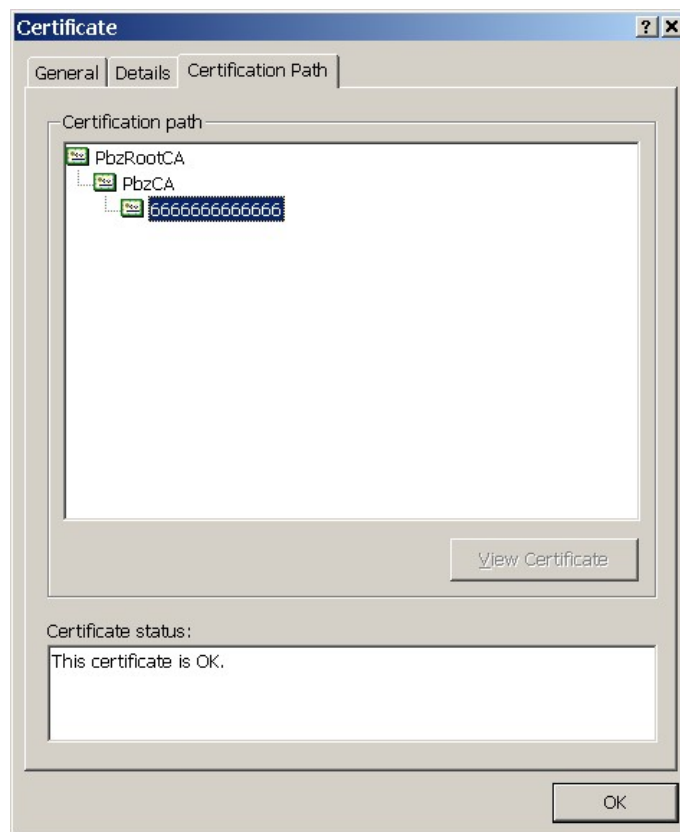 Certificate
General
Details
Certification Path
Certification path
PbzRootCA
PbzCA
6666666666666
View Certificate
Certificate status:
This certificate is OK.
OK